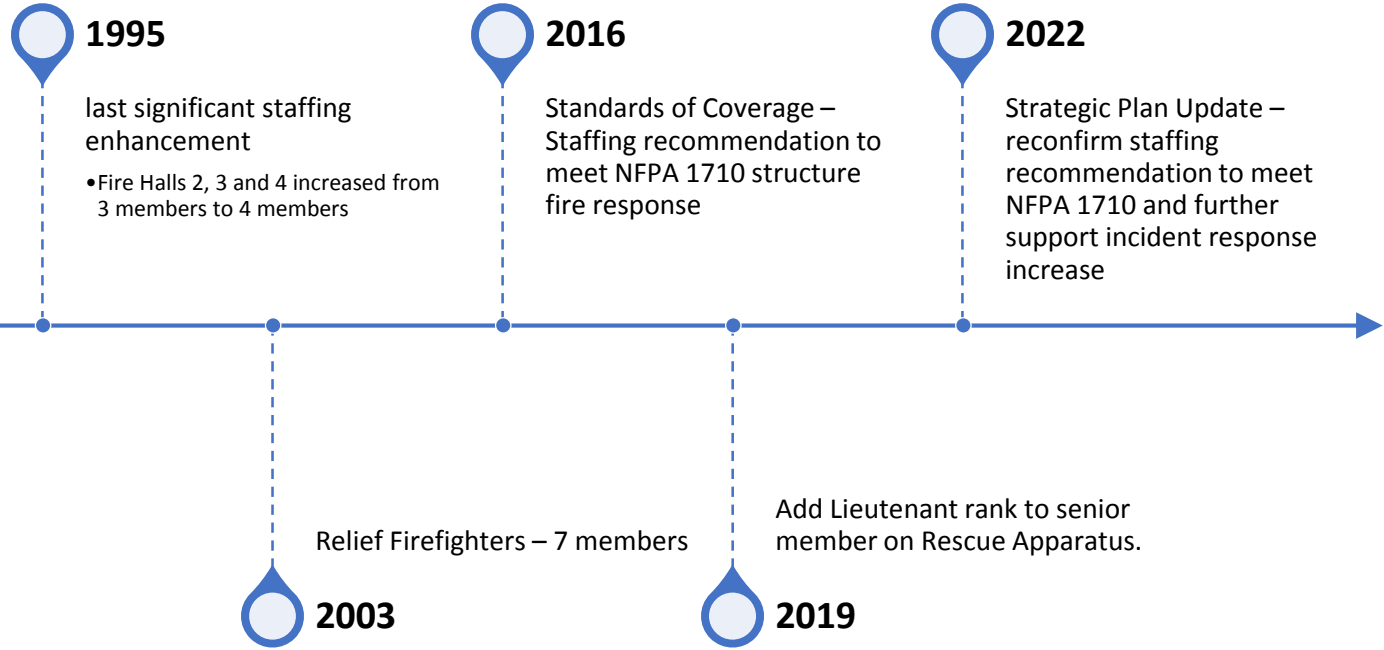 1995
last significant staffing
enhancement
•Fire Halls 2, 3 and 4 increased from
3 members to 4 members
2016
Standards of Coverage –
Staffing recommendation to
meet NFPA 1710 structure
fire response
2022
Strategic Plan Update –
reconfirm staffing
recommendation to meet
NFPA 1710 and further
support incident response
increase
Relief Firefighters – 7 members
2003
Add Lieutenant rank to senior
member on Rescue Apparatus.
2019